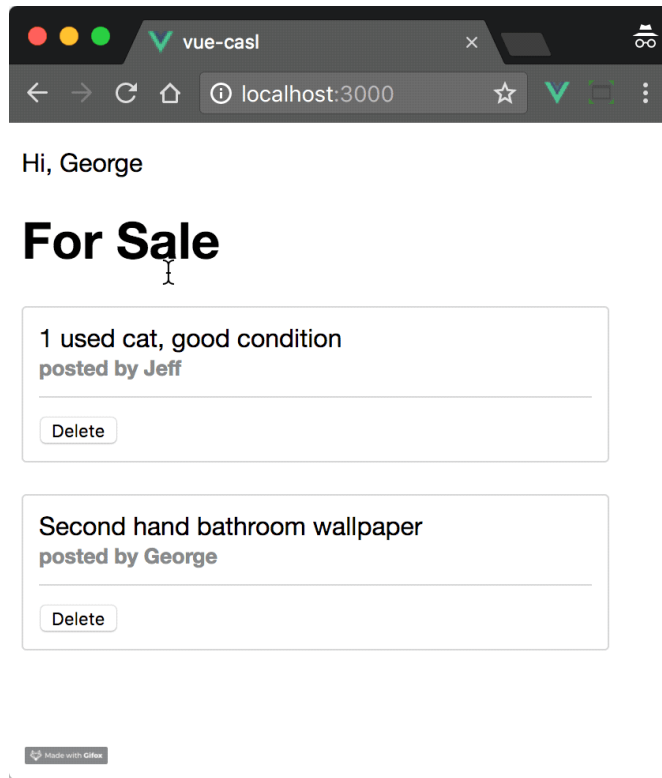 vue-casl
localhost:3000
Hi, George
For Sale
1 used cat, good condition
posted by Jeff
Delete
Second hand bathroom wallpaper
posted by George
Delete
Made with Gifox